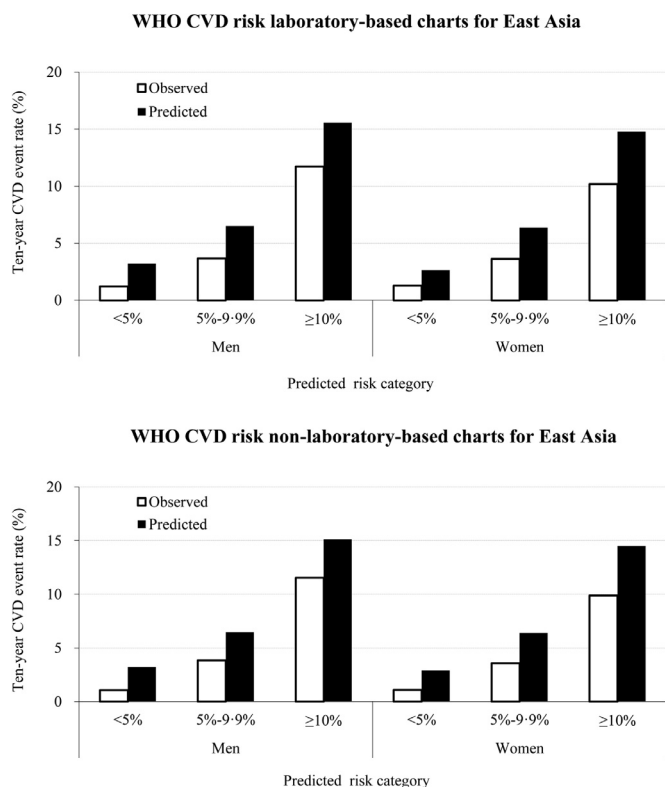 WHO CVD risk laboratory-based charts for East Asia
Ten-year CVD event rate (%)
20
15
10
5
0
Observed
Predicted
<5% 5%-9·9% ≥10% <5% 5%-9·9% ≥10%
Men Women
Predicted risk category
WHO CVD risk non-laboratory-based charts for East Asia
Ten-year CVD event rate (%)
20
15
10
5
0
Observed
Predicted
<5% 5%-9·9% ≥10% <5% 5%-9·9% ≥10%
Men Women
Predicted risk category